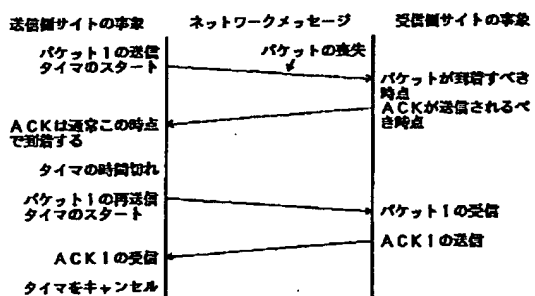 送信側サイトの事象
ネットワークメッセージ
受信側サイトの事象
パケット1の送信
タイマのスタート
パケットの喪失
パケットが到着すべき
時点
ACKが送信されるべ
き時点
ACKは通常この時点
で到着する
タイマの時間切れ
パケット1の再送信
タイマのスタート
パケット1の受信
ACK1の送信
ACK1の受信
タイマをキャンセル